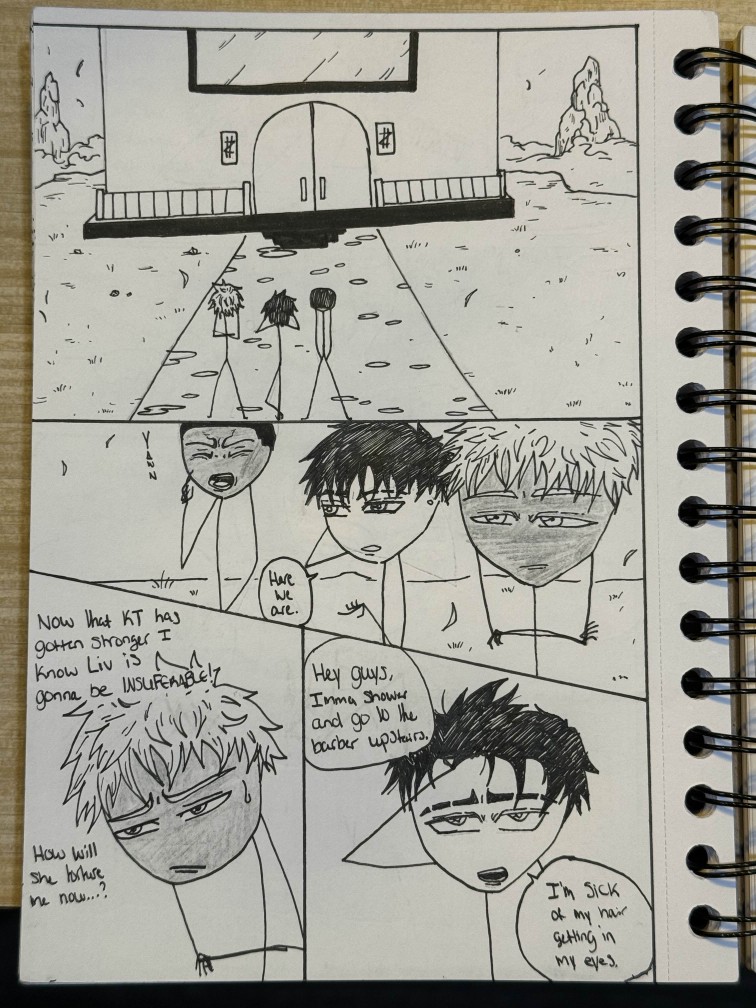 YAWN
Here
we
are.
Now that KT has
gotten stronger I
know Liv is
gonna be INSUFERABLE!?
How will
she torture
me now...?
Hey guys,
Imma shower
and go to the
barber upstairs.
I'm SICK
of my hair
getting in
my eyes.